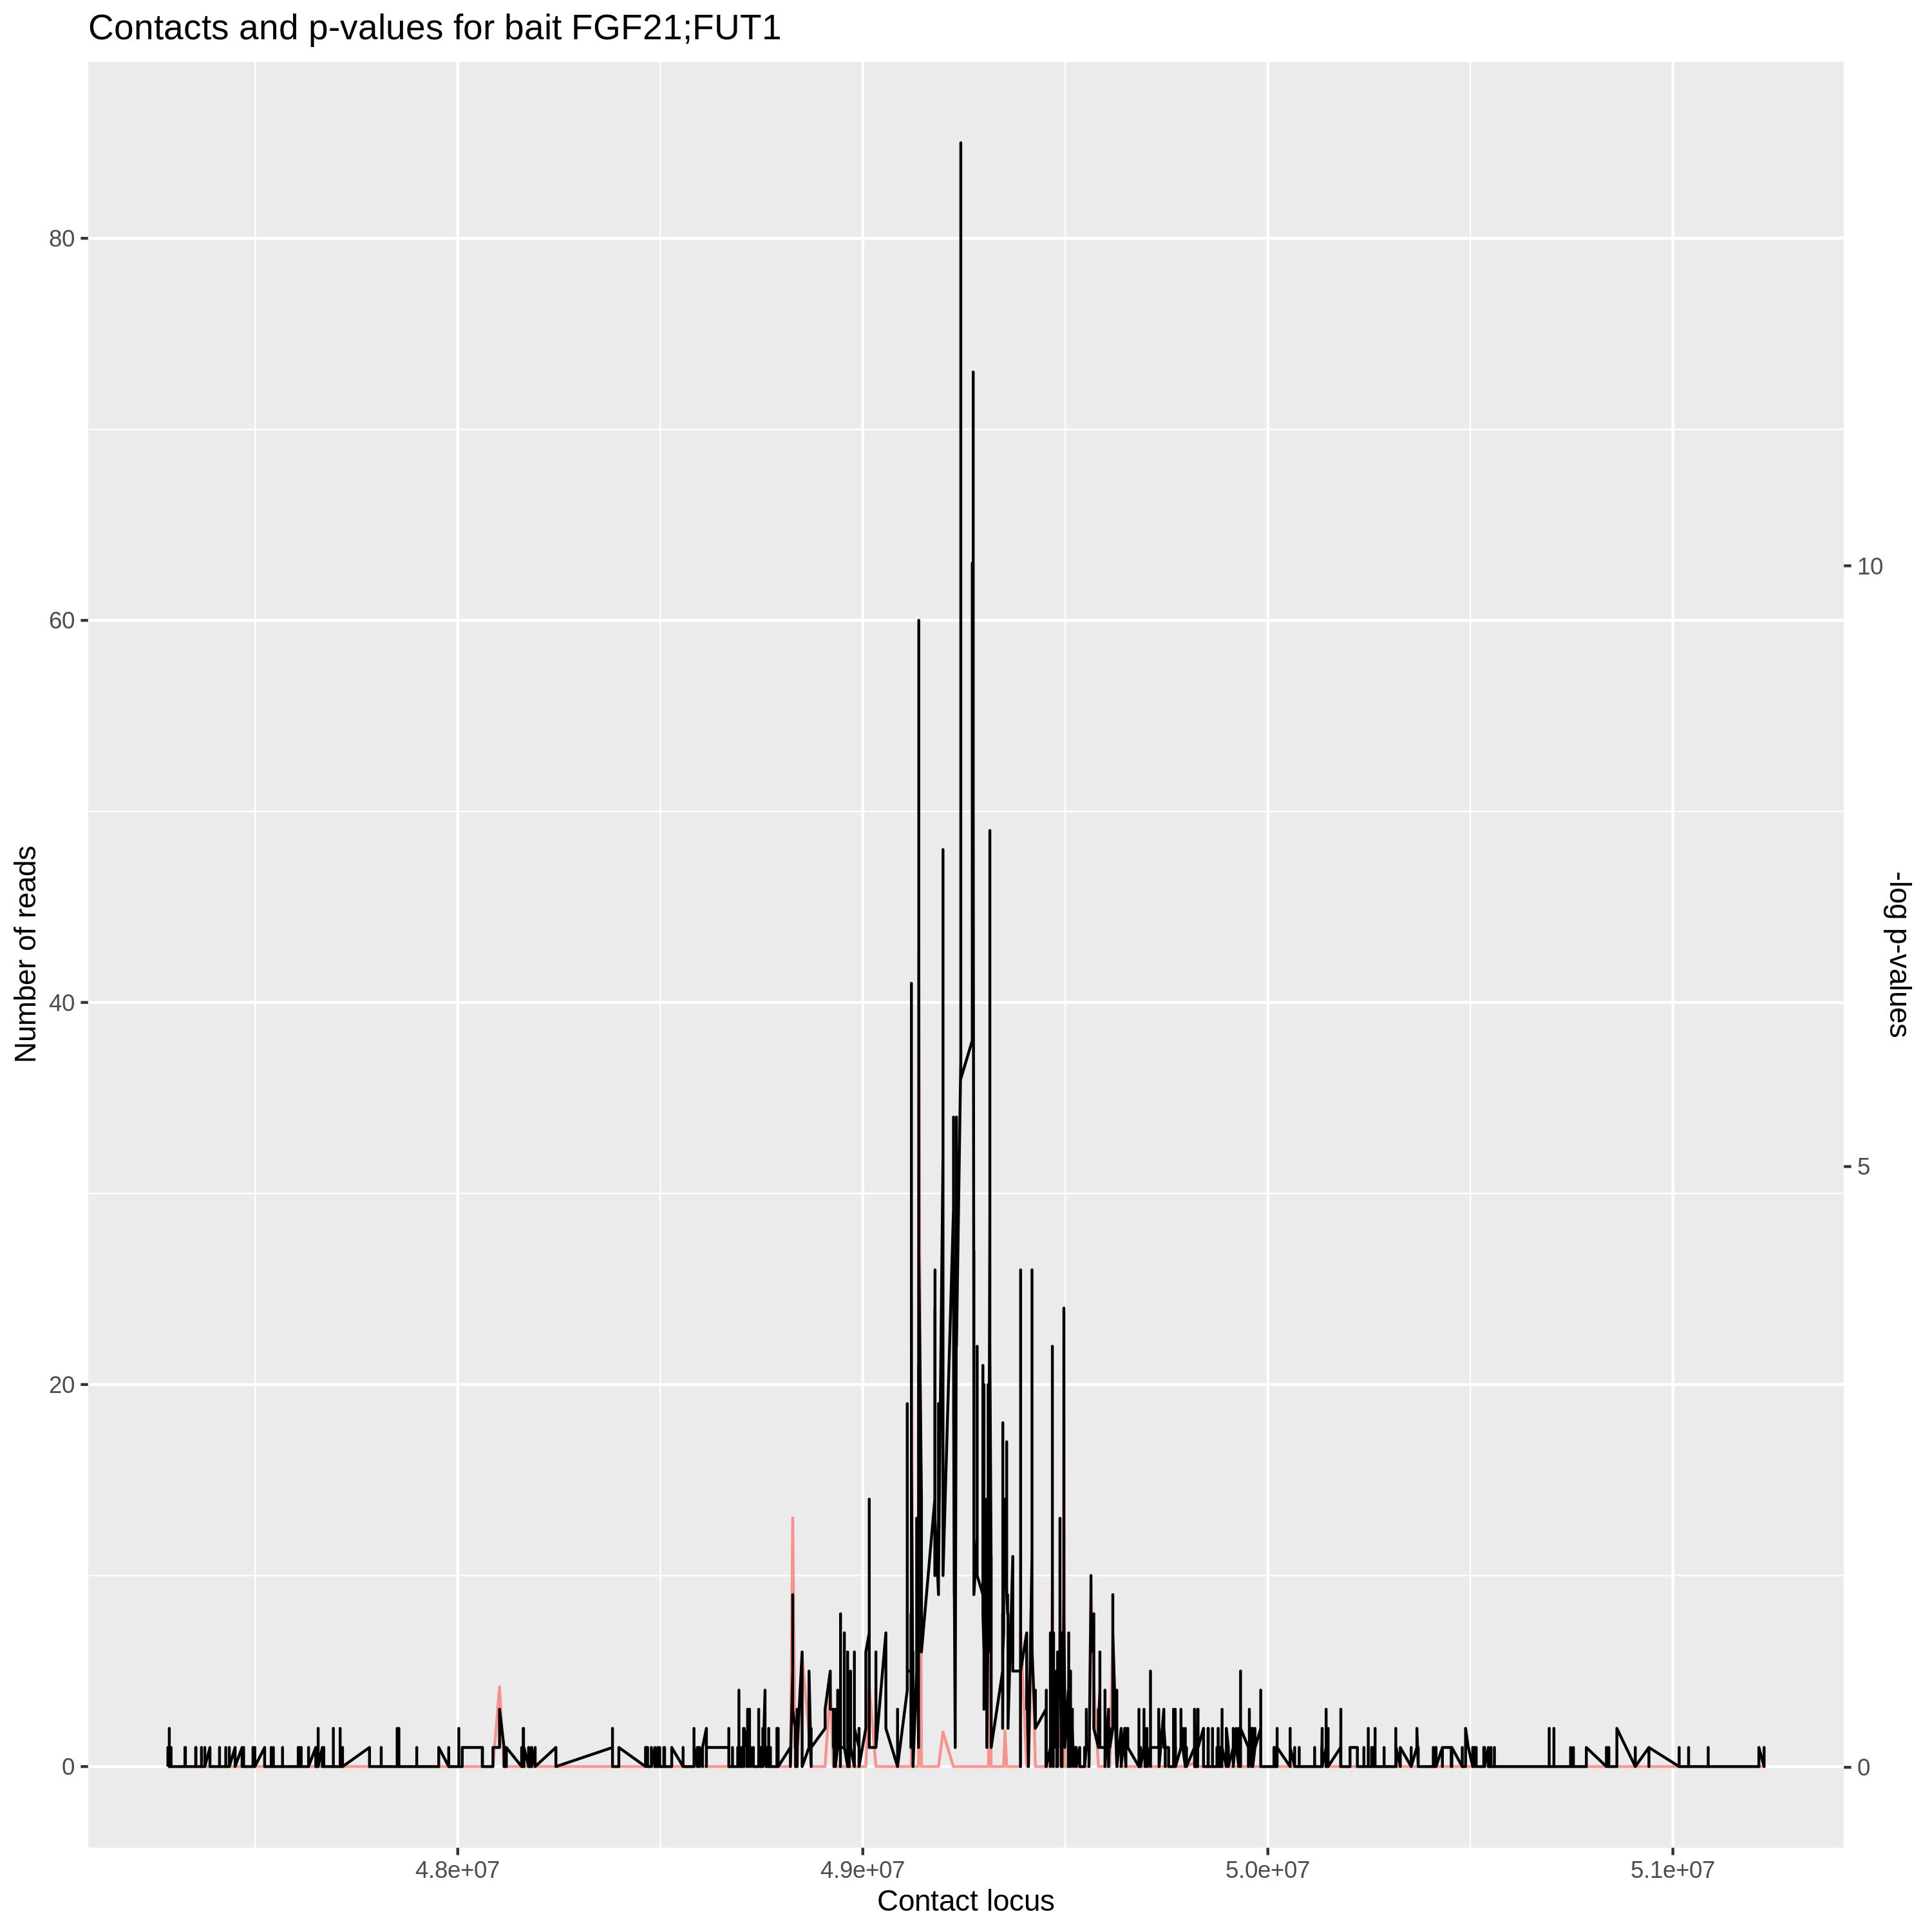 Contacts and p-values for bait FGF21;FUT1
80
60
40
20
0
Number of reads
10
5
0
-log p-values
4.8e+07
4.9e+07
5.0e+07
5.1e+07
Contact locus